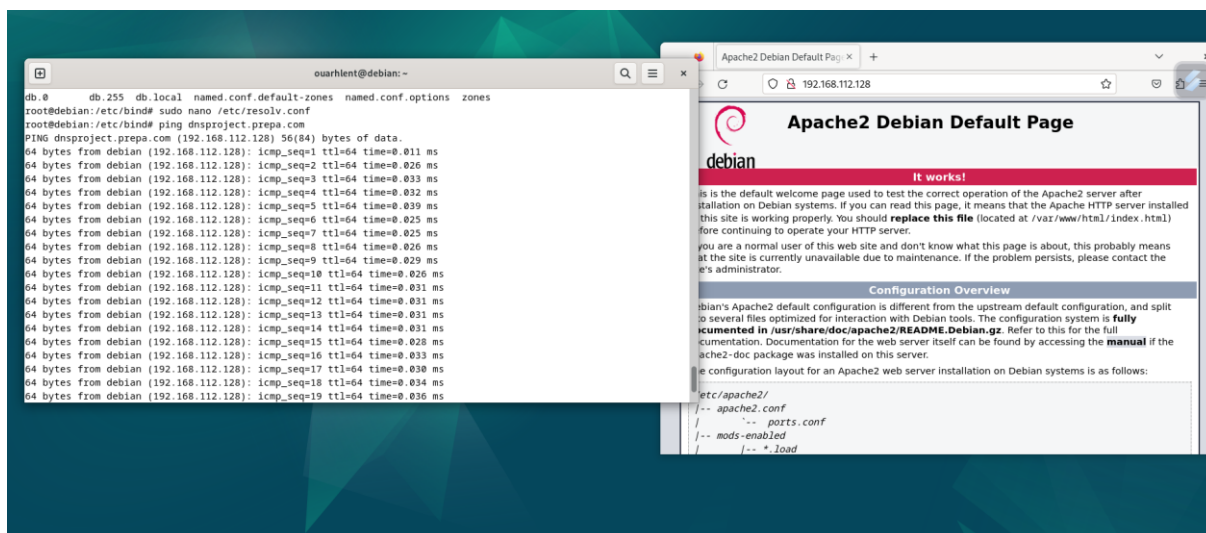 ouarhlent@debian: ~
db.0 db.255 db.local named.conf.default-zones named.conf.options zones
root@debian:/etc/bind# sudo nano /etc/resolv.conf
root@debian:/etc/bind# ping dnsproject.prepa.com
PING dnsproject.prepa.com (192.168.112.128) 56(84) bytes of data.
64 bytes from debian (192.168.112.128): icmp_seq=1 ttl=64 time=0.011 ms
64 bytes from debian (192.168.112.128): icmp_seq=2 ttl=64 time=0.026 ms
64 bytes from debian (192.168.112.128): icmp_seq=3 ttl=64 time=0.033 ms
64 bytes from debian (192.168.112.128): icmp_seq=4 ttl=64 time=0.032 ms
64 bytes from debian (192.168.112.128): icmp_seq=5 ttl=64 time=0.039 ms
64 bytes from debian (192.168.112.128): icmp_seq=6 ttl=64 time=0.025 ms
64 bytes from debian (192.168.112.128): icmp_seq=7 ttl=64 time=0.025 ms
64 bytes from debian (192.168.112.128): icmp_seq=8 ttl=64 time=0.026 ms
64 bytes from debian (192.168.112.128): icmp_seq=9 ttl=64 time=0.029 ms
64 bytes from debian (192.168.112.128): icmp_seq=10 ttl=64 time=0.026 ms
64 bytes from debian (192.168.112.128): icmp_seq=11 ttl=64 time=0.031 ms
64 bytes from debian (192.168.112.128): icmp_seq=12 ttl=64 time=0.031 ms
64 bytes from debian (192.168.112.128): icmp_seq=13 ttl=64 time=0.031 ms
64 bytes from debian (192.168.112.128): icmp_seq=14 ttl=64 time=0.031 ms
64 bytes from debian (192.168.112.128): icmp_seq=15 ttl=64 time=0.028 ms
64 bytes from debian (192.168.112.128): icmp_seq=16 ttl=64 time=0.033 ms
64 bytes from debian (192.168.112.128): icmp_seq=17 ttl=64 time=0.030 ms
64 bytes from debian (192.168.112.128): icmp_seq=18 ttl=64 time=0.034 ms
64 bytes from debian (192.168.112.128): icmp_seq=19 ttl=64 time=0.036 ms
Apache2 Debian Default Pag
192.168.112.128
Apache2 Debian Default Page
debian
It works!
is is the default welcome page used to test the correct operation of the Apache2 server after
stallation on Debian systems. If you can read this page, it means that the Apache HTTP server installed
this site is working properly. You should replace this file (located at /var/www/html/index.html)
fore continuing to operate your HTTP server.
you are a normal user of this web site and don't know what this page is about, this probably means
at the site is currently unavailable due to maintenance. If the problem persists, please contact the
e's administrator.
Configuration Overview
ebian's Apache2 default configuration is different from the upstream default configuration, and split
o several files optimized for interaction with Debian tools. The configuration system is fully
ocumented in /usr/share/doc/apache2/README.Debian.gz. Refer to this for the full
cumentation. Documentation for the web server itself can be found by accessing the manual if the
ache2-doc package was installed on this server.
e configuration layout for an Apache2 web server installation on Debian systems is as follows:
etc/apache2/
|-- apache2.conf
| `-- ports.conf
|-- mods-enabled
| |-- *.load